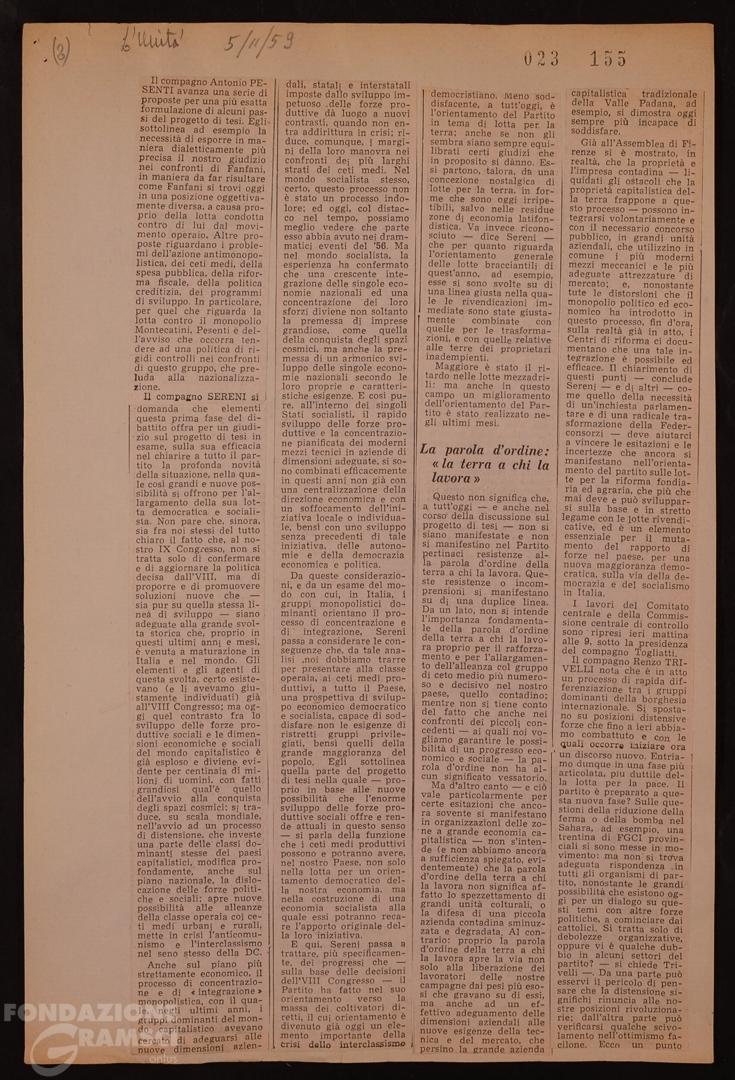 (3)
L'Unità
5/11/59
023 155
Il compagno Antonio PE-
SENTI avanza una serie di
proposte per una più esatta
formulazione di alcuni pas-
si del progetto di tesi. Egli
sottolinea ad esempio la
necessità di esporre in ma-
niera dialetticamente più
precisa il nostro giudizio
nei confronti di Fanfani,
in maniera da far risultare
come Fanfani si trovi oggi
in una posizione oggettiva-
mente diversa, a causa pro-
prio della lotta condotta
contro di lui dal movi-
mento operaio. Altre pro-
poste riguardano i proble-
mi dell'azione antimonopo-
listica, dei ceti medi, della
spesa pubblica, della rifor-
ma fiscale, della politica
creditizia, dei programmi
di sviluppo. In particolare,
per quel che riguarda la
lotta contro il monopolio
Montecatini, Pesenti è del-
l'avviso che occorra ten-
dere ad una politica di ri-
gidi controlli nei confronti
di questo gruppo, che pre-
luda alla nazionalizza-
zione.
Il compagno SERENI si
domanda che elementi
questa prima fase del di-
battito offra per un giudi-
zio sul progetto di tesi in
esame, sulla sua efficacia
nel chiarire a tutto il par-
tito la profonda novità
della situazione, nella qua-
le così grandi e nuove pos-
sibilità si offrono per l'al-
largamento della sua lot-
ta democratica e sociali-
sta. Non pare che, sinora,
sia fra noi stessi del tutto
chiaro il fatto che, al no-
stro IX Congresso, non si
tratta solo di confermare
e di aggiornare la politica
decisa dall'VIII, ma di
proporre e di promuovere
soluzioni nuove che —
sia pur su quella stessa li-
nea di sviluppo — siano
adeguate alla grande svol-
ta storica che, proprio in
questi ultimi anni e mesi,
è venuta a maturazione in
Italia e nel mondo. Gli
elementi e gli agenti di
questa svolta, certo esiste-
vano (e li avevamo giu-
stamente individuati) già
all'VIII Congresso; ma og-
gi quel contrasto fra lo
sviluppo delle forze pro-
duttive sociali e le dimen-
sioni economiche e sociali
del mondo capitalistico è
già esploso e diviene evi-
dente per centinaia di mi-
lioni di uomini, con fatti
grandiosi qual'è quello
dell'avvio alla conquista
degli spazi cosmici; si tra-
duce, su scala mondiale,
nell'avvio ad un processo
di distensione, che investe
una parte delle classi do-
minanti stesse dei paesi
capitalistici, modifica pro-
fondamente, anche sul
piano nazionale, la dislo-
cazione delle forze politi-
che e sociali; apre nuove
possibilità alle alleanze
della classe operaia coi ce-
ti medi urbani e rurali,
mette in crisi l'anticomu-
nismo e l'interclassismo
nel seno stesso della DC.
Anche sul piano più
strettamente economico, il
processo di concentrazio-
ne e di « integrazione »
monopolistica, con il qua-
le, negli ultimi anni, i
gruppi dominanti del mon-
do capitalistico avevano
cercato di adeguarsi alle
nuove dimensioni azien-
dali, statali e interstatali
imposte dallo sviluppo im-
petuoso delle forze pro-
duttive dà luogo a nuovi
contrasti, quando non en-
tra addirittura in crisi; ri-
duce, comunque, i margi-
ni della loro manovra nei
confronti dei più larghi
strati dei ceti medi. Nel
mondo socialista stesso,
certo, questo processo non
è stato un processo indo-
lore; ed oggi, col distac-
co nel tempo, possiamo
meglio vedere che parte
esso abbia avuto nei dram-
matici eventi del '56. Ma
nel mondo socialista, la
esperienza ha confermato
che una crescente inte-
grazione delle singole eco-
nomie nazionali ed una
concentrazione dei loro
sforzi diviene non soltanto
la premessa di imprese
grandiose, come quella
della conquista degli spazi
cosmici, ma anche la pre-
messa di un armonico svi-
luppo delle singole econo-
mie nazionali secondo le
loro proprie e caratteri-
stiche esigenze. E così pu-
re, all'interno dei singoli
Stati socialisti, il rapido
sviluppo delle forze pro-
duttive e la concentrazio-
ne pianificata dei moderni
mezzi tecnici in aziende di
dimensioni adeguate, si so-
no combinati efficacemente
in questi anni non già con
una centralizzazione della
direzione economica e con
un soffocamento dell'ini-
ziativa locale o individua-
le, bensì con uno sviluppo
senza precedenti di tale
iniziativa, delle autono-
mie e della democrazia
economica e politica.
Da queste considerazio-
ni, e da un esame del mo-
do con cui, in Italia, i
gruppi monopolistici do-
minanti orientano il pro-
cesso di concentrazione e
di integrazione, Sereni
passa a considerare le con-
seguenze che, da tale ana-
lisi noi dobbiamo trarre
per presentare alla classe
operaia, ai ceti medi pro-
duttivi, a tutto il Paese,
una prospettiva di svilup-
po economico democratico
e socialista, capace di sod-
disfare non le esigenze di
ristretti gruppi privile-
giati, bensì quelli della
grande maggioranza del
popolo. Egli sottolinea
quella parte del progetto
di tesi nella quale — pro-
prio in base alle nuove
possibilità che l'enorme
sviluppo delle forze pro-
duttive sociali offre e ren-
de attuali in questo senso
— si parla della funzione
che i ceti medi produttivi
possono e potranno avere,
nel nostro Paese, non solo
nella lotta per un orien-
tamento democratico del-
la nostra economia, ma
nella costruzione di una
economia socialista alla
quale essi potranno reca-
re l'apporto originale del-
la loro iniziativa.
E qui, Sereni passa a
trattare, più specificamen-
te, dei progressi che —
sulla base delle decisioni
dell'VIII Congresso — il
Partito ha fatto nel suo
orientamento verso la
massa dei coltivatori di-
retti, il cui orientamento è
divenuto già oggi un ele-
mento importante della
crisi dello interclassismo
democristiano. Meno sod-
disfacente, a tutt'oggi, è
l'orientamento del Partito
in tema di lotta per la
terra; anche se non gli
sembra siano sempre equi-
librati certi giudizi che
in proposito si dànno. Es-
si partono, talora, da una
concezione nostalgica di
lotte per la terra, in for-
me che sono oggi irripe-
tibili, salvo nelle residue
zone di economia latifon-
distica. Va invece ricono-
sciuto — dice Sereni —
che per quanto riguarda
l'orientamento generale
delle lotte bracciantili di
quest'anno, ad esempio,
esse si sono svolte su di
una linea giusta nella qua-
le le rivendicazioni im-
mediate sono state giusta-
mente combinate con
quelle per le trasforma-
zioni, e con quelle relative
alle terre dei proprietari
inadempienti.
Maggiore è stato il ri-
tardo nelle lotte mezzadri-
li: ma anche in questo
campo un miglioramento
dell'orientamento del Par-
tito è stato realizzato ne-
gli ultimi mesi.
La parola d'ordine:
« la terra a chi la
lavora »
Questo non significa che,
a tutt'oggi — e anche nel
corso della discussione sul
progetto di tesi — non si
siano manifestate e non
si manifestino nel Partito
pertinaci resistenze al-
la parola d'ordine della
terra a chi la lavora. Que-
ste resistenze o incom-
prensioni si manifestano
su di una duplice linea.
Da un lato, non si intende
l'importanza fondamenta-
le della parola d'ordine
della terra a chi la lavo-
ra proprio per il rafforza-
mento e per l'allargamen-
to dell'alleanza col gruppo
di ceto medio più numero-
so e decisivo nel nostro
paese, quello contadino;
mentre non si tiene conto
del fatto che anche nei
confronti dei piccoli con-
cedenti — ai quali noi vo-
gliamo garantire le possi-
bilità di un progresso eco-
nomico e sociale — la pa-
rola d'ordine non ha al-
cun significato vessatorio.
Ma d'altro canto — e ciò
vale particolarmente per
certe esitazioni che anco-
ra sovente si manifestano
in organizzazioni delle zo-
ne a grande economia ca-
pitalistica — non s'inten-
de (e non abbiamo ancora
a sufficienza spiegato, evi-
dentemente) che la parola
d'ordine della terra a chi
la lavora non significa af-
fatto lo spezzettamento di
grandi unità colturali, o
la difesa di una piccola
azienda contadina sminuz-
zata e degradata. Al con-
trario: proprio la parola
d'ordine della terra a chi
la lavora apre la via non
solo alla liberazione dei
lavoratori delle nostre
campagne dai pesi più eso-
si che gravano su di essi,
ma anche ad un ef-
fettivo adeguamento delle
dimensioni aziendali alle
nuove esigenze della tec-
nica e del mercato, che
persino la grande azienda
capitalistica tradizionale
della Valle Padana, ad
esempio, si dimostra oggi
sempre più incapace di
soddisfare.
Già all'Assemblea di Fi-
renze si è mostrato, in
realtà, che la proprietà e
l'impresa contadina — li-
quidati gli ostacoli che la
proprietà capitalistica del-
la terra frappone a que-
sto processo — possono in-
tegrarsi volontariamente e
con il necessario concorso
pubblico, in grandi unità
aziendali, che utilizzino in
comune i più moderni
mezzi meccanici e le più
adeguate attrezzature di
mercato; e, nonostante
tute le distorsioni che il
monopolio politico ed eco-
nomico ha introdotto in
questo processo, fin d'ora,
sulla realtà già in atto, i
Centri di riforma ci docu-
mentano che una tale in-
tegrazione è possibile ed
efficace. Il chiarimento di
questi punti — conclude
Sereni — e di altri — co-
me quello della necessità
di un'inchiesta parlamen-
tare e di una radicale tra-
sformazione della Feder-
consorzi — deve aiutarci
a vincere le esitazioni e le
incertezze che ancora si
manifestano nell'orienta-
mento del partito sulle lot-
te per la riforma fondia-
ria ed agraria, che più che
mai deve e può sviluppar-
si sulla base e in stretto
legame con le lotte rivendi-
cative, ed è un elemento
essenziale per il muta-
mento del rapporto di
forze nel paese, per una
nuova maggioranza demo-
cratica, sulla via della de-
mocrazia e del socialismo
in Italia.
I lavori del Comitato
centrale e della Commis-
sione centrale di controllo
sono ripresi ieri mattina
alle 9, sotto la presidenza
del compagno Togliatti.
Il compagno Renzo TRI-
VELLI nota che è in atto
un processo di rapida dif-
ferenziazione tra i gruppi
dominanti della borghesia
internazionale. Si sposta-
no su posizioni distensive
forze che fino a ieri abbia-
mo combattuto e con le
quali occorre iniziare ora
un discorso nuovo. Entria-
mo dunque in una fase più
articolata, più duttile del-
la lotta per la pace. Il
partito è preparato a que-
sta nuova fase? Sulle que-
stioni della riduzione della
ferma o della bomba nel
Sahara, ad esempio, una
trentina di FGCI provin-
ciali si sono messe in mo-
vimento: ma non si trova
adeguata rispondenza in
tutti gli organismi di par-
tito, nonostante le grandi
possibilità che esistono og-
gi per un dialogo su que-
sti temi con altre forze
politiche, a cominciare dai
cattolici. Si tratta solo di
debolezze organizzative,
oppure vi è qualche dub-
bio in alcuni settori del
partito? — si chiede Tri-
velli —. Da una parte può
esservi il pericolo di pen-
sare che la distensione si-
gnifichi rinuncia alle no-
stre posizioni rivoluziona-
rie; dall'altra parte può
verificarsi qualche scivo-
lamento nell'ottimismo fa-
cilone. Ecco un punto
FONDAZIONE
GRAMSCI
onlus